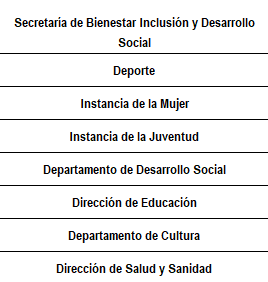 Secretaría de Bienestar Inclusión y Desarrollo
Social
Deporte
Instancia de la Mujer
Instancia de la Juventud
Departamento de Desarrollo Social
Dirección de Educación
Departamento de Cultura
Dirección de Salud y Sanidad